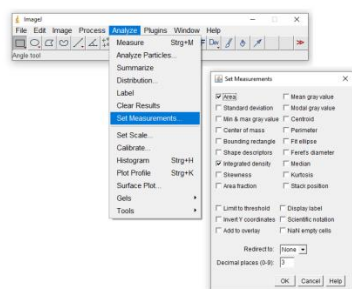 ImageJ
File Edit Image Process Analyze Plugins Window Help
Dev
Angle tool
Measure Strg+M
Analyze Particles...
Summarize
Distribution...
Label
Clear Results
Set Measurements...
Set Scale...
Calibrate...
Histogram Strg+H
Plot Profile Strg+K
Surface Plot...
Gels
Tools
Set Measurements
Area Mean gray value
Standard deviation Modal gray value
Min & max gray value Centroid
Center of mass Perimeter
Bounding rectangle Fit ellipse
Shape descriptors Feret's diameter
Integrated density Median
Skewness Kurtosis
Area fraction Stack position
Limit to threshold Display label
Invert Y coordinates Scientific notation
Add to overlay NaN empty cells
Redirect to: None
Decimal places (0-9): 3
OK Cancel Help